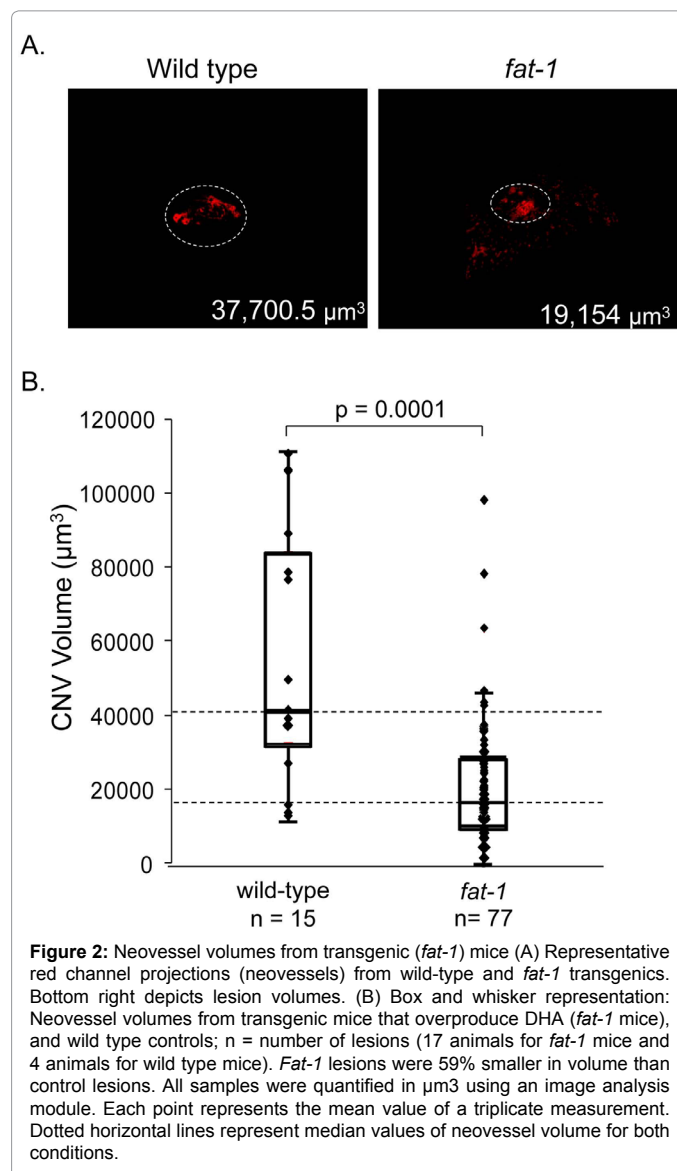 A.
Wild type
fat-1
37,700.5 µm³
19,154 µm³
B.
p = 0.0001
CNV Volume (µm³)
120000
100000
80000
60000
40000
20000
0
wild-type
n = 15
fat-1
n= 77
Figure 2: Neovessel volumes from transgenic (fat-1) mice (A) Representative
red channel projections (neovessels) from wild-type and fat-1 transgenics.
Bottom right depicts lesion volumes. (B) Box and whisker representation:
Neovessel volumes from transgenic mice that overproduce DHA (fat-1 mice),
and wild type controls; n = number of lesions (17 animals for fat-1 mice and
4 animals for wild type mice). Fat-1 lesions were 59% smaller in volume than
control lesions. All samples were quantified in µm3 using an image analysis
module. Each point represents the mean value of a triplicate measurement.
Dotted horizontal lines represent median values of neovessel volume for both
conditions.